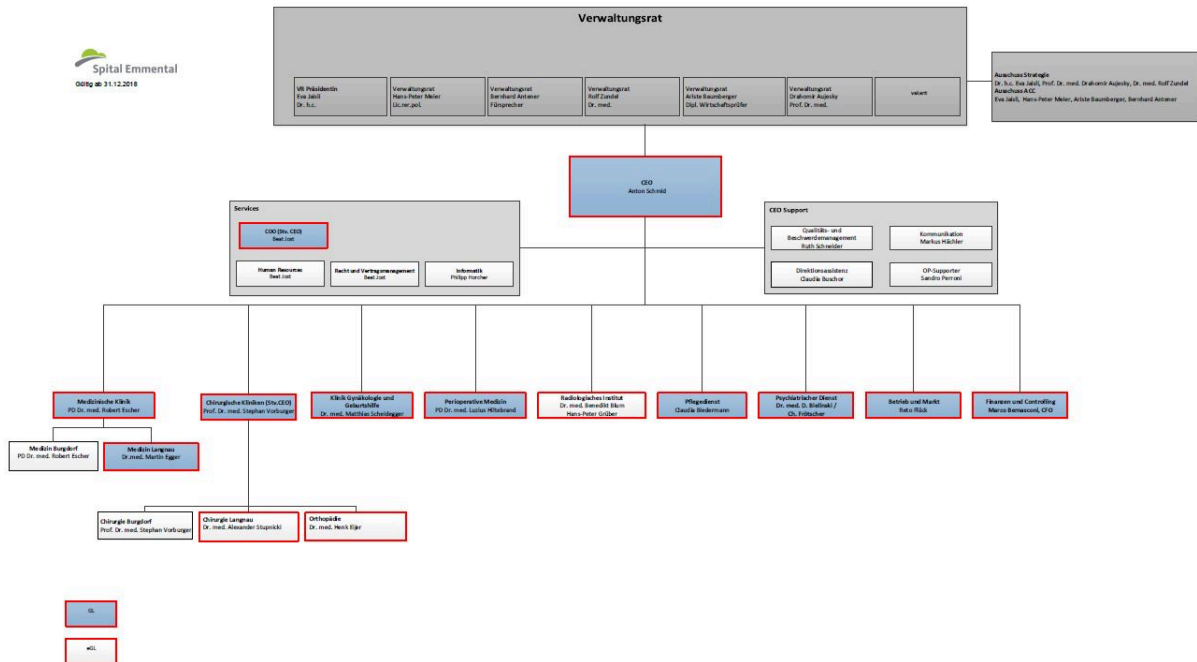 Verwaltungsrat
Spital Emmental
Gültig ab 31.12.2018
VR Präsidentin
Eva Jaisli
Dr. h.c.
Verwaltungsrat
Hans-Peter Meier
Lic.rer.pol.
Verwaltungsrat
Bernhard Antener
Fürsprecher
Verwaltungsrat
Rolf Zundel
Dr. med.
Verwaltungsrat
Ariste Baumberger
Dipl. Wirtschaftsprüfer
Verwaltungsrat
Drahomir Aujesky
Prof. Dr. med.
vakant
Ausschuss Strategie
Dr. h.c. Eva Jaisli, Prof. Dr. med. Drahomir Aujesky, Dr. med. Rolf Zundel
Ausschuss ACC
Eva Jaisli, Hans-Peter Meier, Ariste Baumberger, Bernhard Antener
CEO
Anton Schmid
Services
COO (Stv. CEO)
Beat Jost
Human Resources
Beat Jost
Recht und Vertragsmanagement
Beat Jost
Informatik
Philipp Horcher
CEO Support
Qualitäts- und
Beschwerdemanagement
Ruth Schneider
Kommunikation
Markus Hächler
Direktionsassistenz
Claudia Buschor
OP-Supporter
Sandro Perroni
Medizinische Klinik
PD Dr. med. Robert Escher
Chirurgische Kliniken (Stv.CEO)
Prof. Dr. med. Stephan Vorburger
Klinik Gynäkologie und
Geburtshilfe
Dr. med. Matthias Scheidegger
Perioperative Medizin
PD Dr. med. Luzius Hiltebrand
Radiologisches Institut
Dr. med. Benedikt Blum
Hans-Peter Grüber
Pflegedienst
Claudia Biedermann
Psychiatrischer Dienst
Dr. med. D. Bielinski /
Ch. Frötscher
Betrieb und Markt
Reto Flück
Finanzen und Controlling
Marco Bernasconi, CFO
Medizin Burgdorf
PD Dr. med. Robert Escher
Medizin Langnau
Dr.med. Martin Egger
Chirurgie Burgdorf
Prof. Dr. med. Stephan Vorburger
Chirurgie Langnau
Dr. med. Alexander Stupnicki
Orthopädie
Dr. med. Henk Eijer
GL
eGL